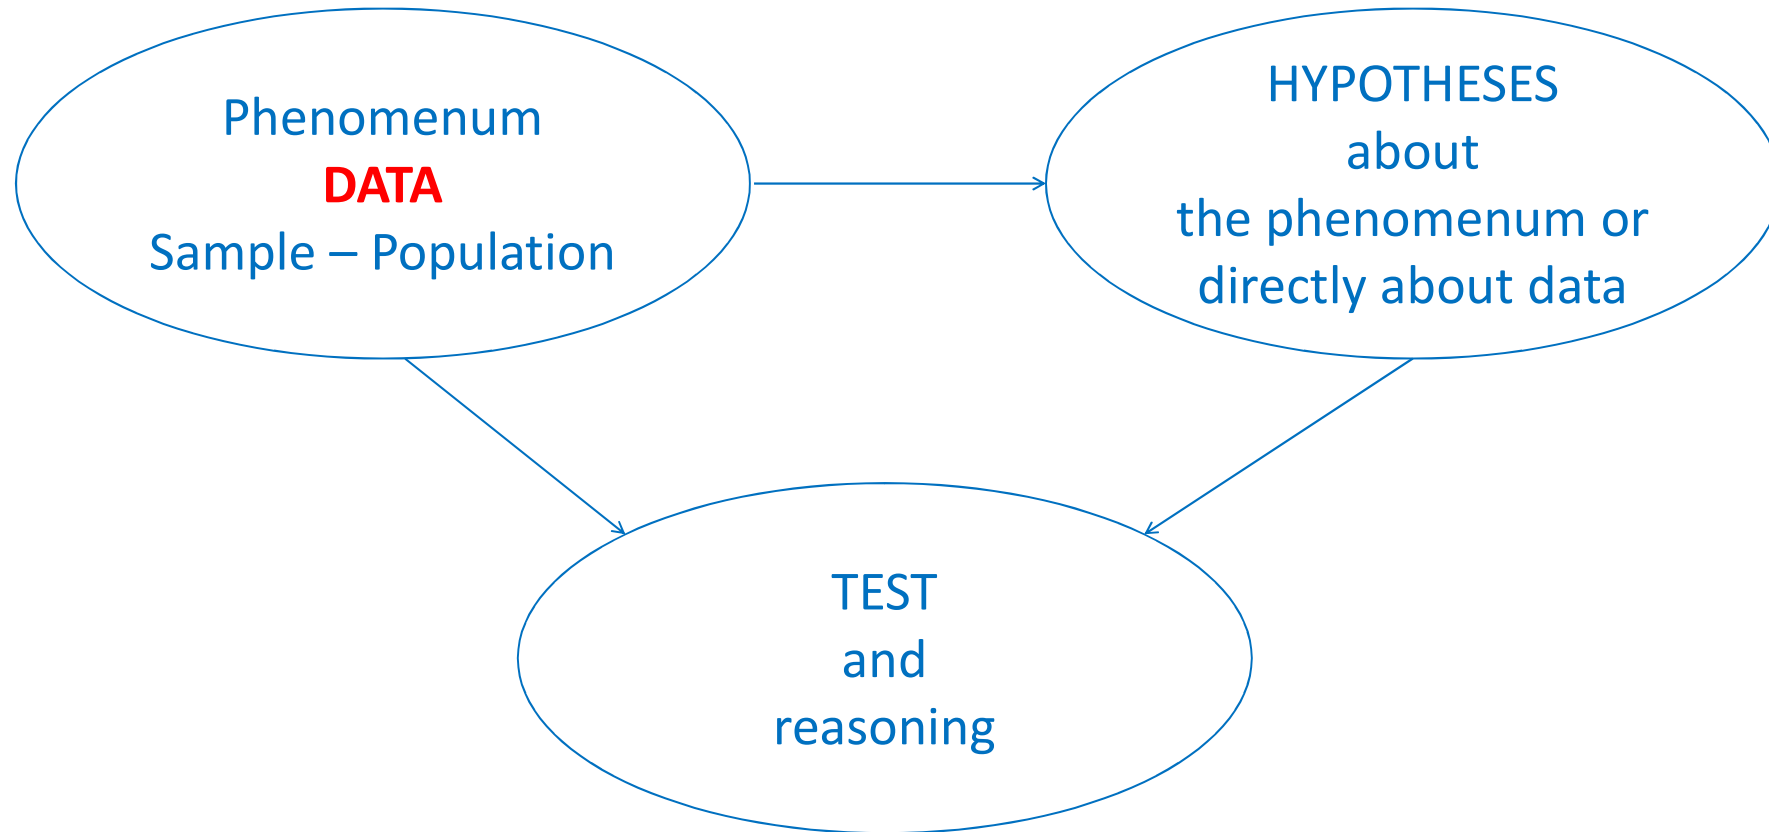 Phenomenum
DATA
Sample – Population
HYPOTHESES
about
the phenomenum or
directly about data
TEST
and
reasoning